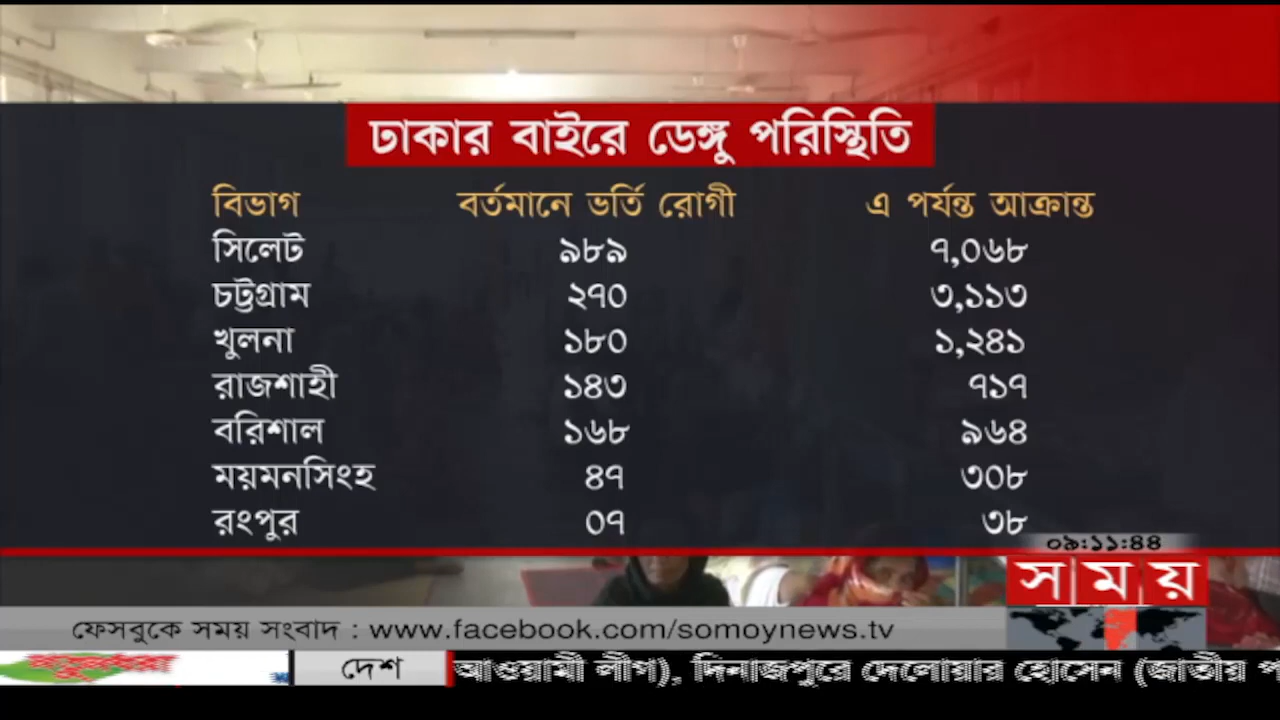 ঢাকার বাইরে ডেঙ্গু পরিস্থিতি
বিভাগ বর্তমানে ভর্তি রোগী এ পর্যন্ত আক্রান্ত
সিলেট ৯৮৯ ৭,০৬৮
চট্টগ্রাম ২৭০ ৩,১১৩
খুলনা ১৮০ ১,২৪১
রাজশাহী ১৪৩ ৭১৭
বরিশাল ১৬৮ ৯৬৪
ময়মনসিংহ ৪৭ ৩০৮
রংপুর ০৭ ৩৮
০৯:১১:৪৪
সময়
ফেসবুকে সময় সংবাদ : www.facebook.com/somoynews.tv
দেশ আওয়ামী লীগ), দিনাজপুরে দেলোয়ার হোসেন (জাতীয় প